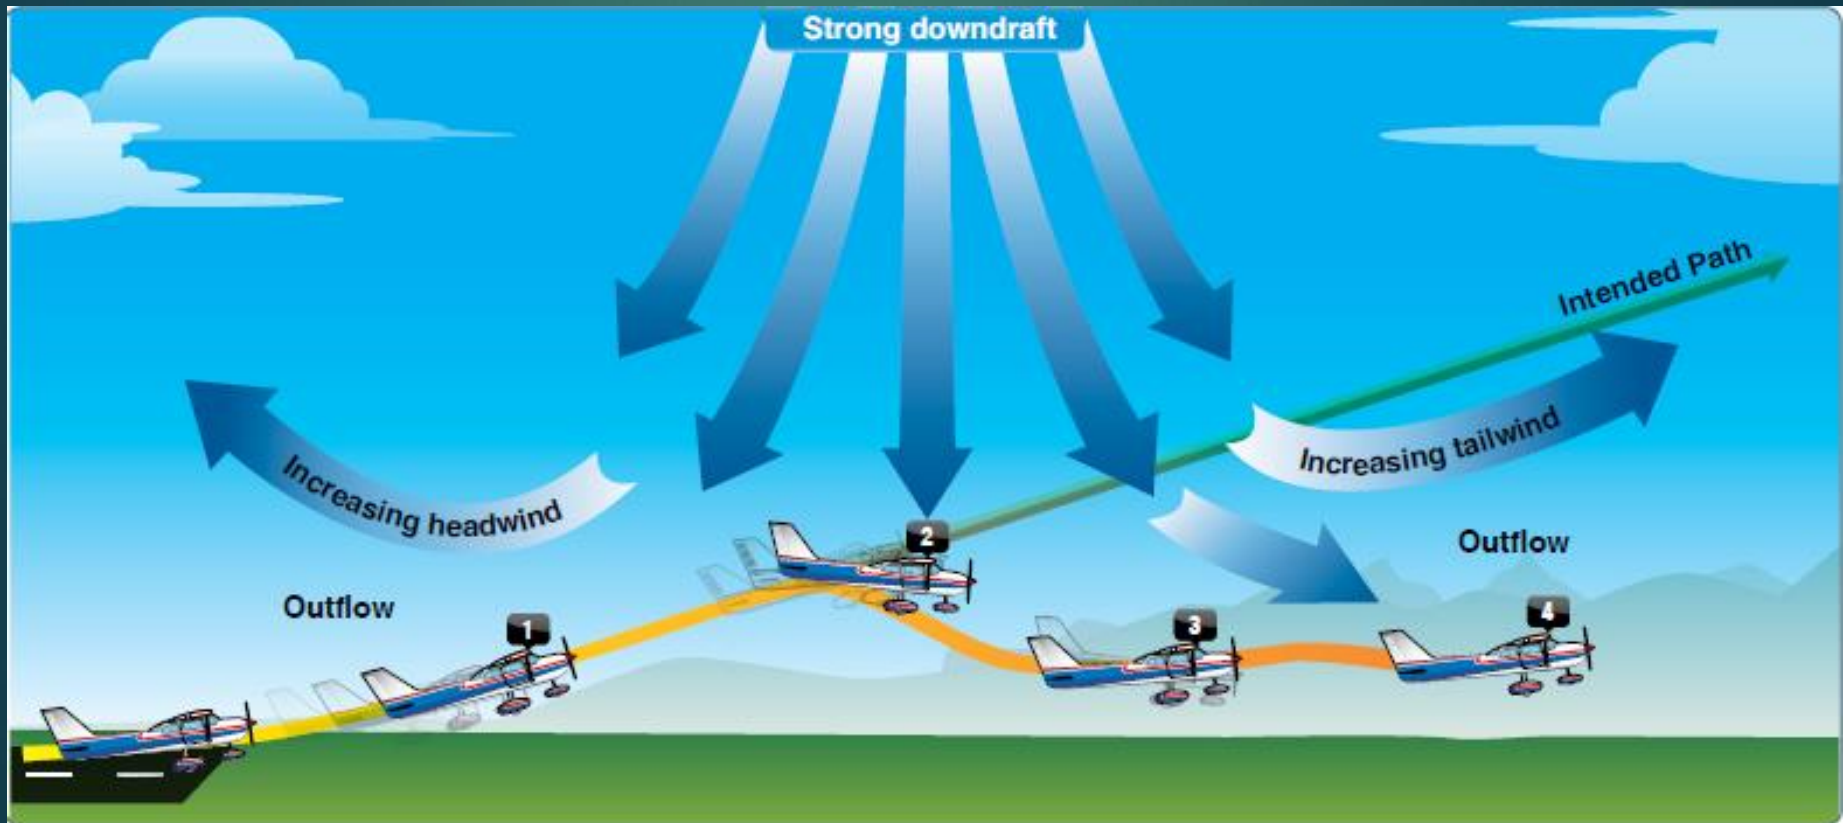 Strong downdraft
Intended Path
Increasing tailwind
Increasing headwind
2
Outflow
Outflow
1
3
4